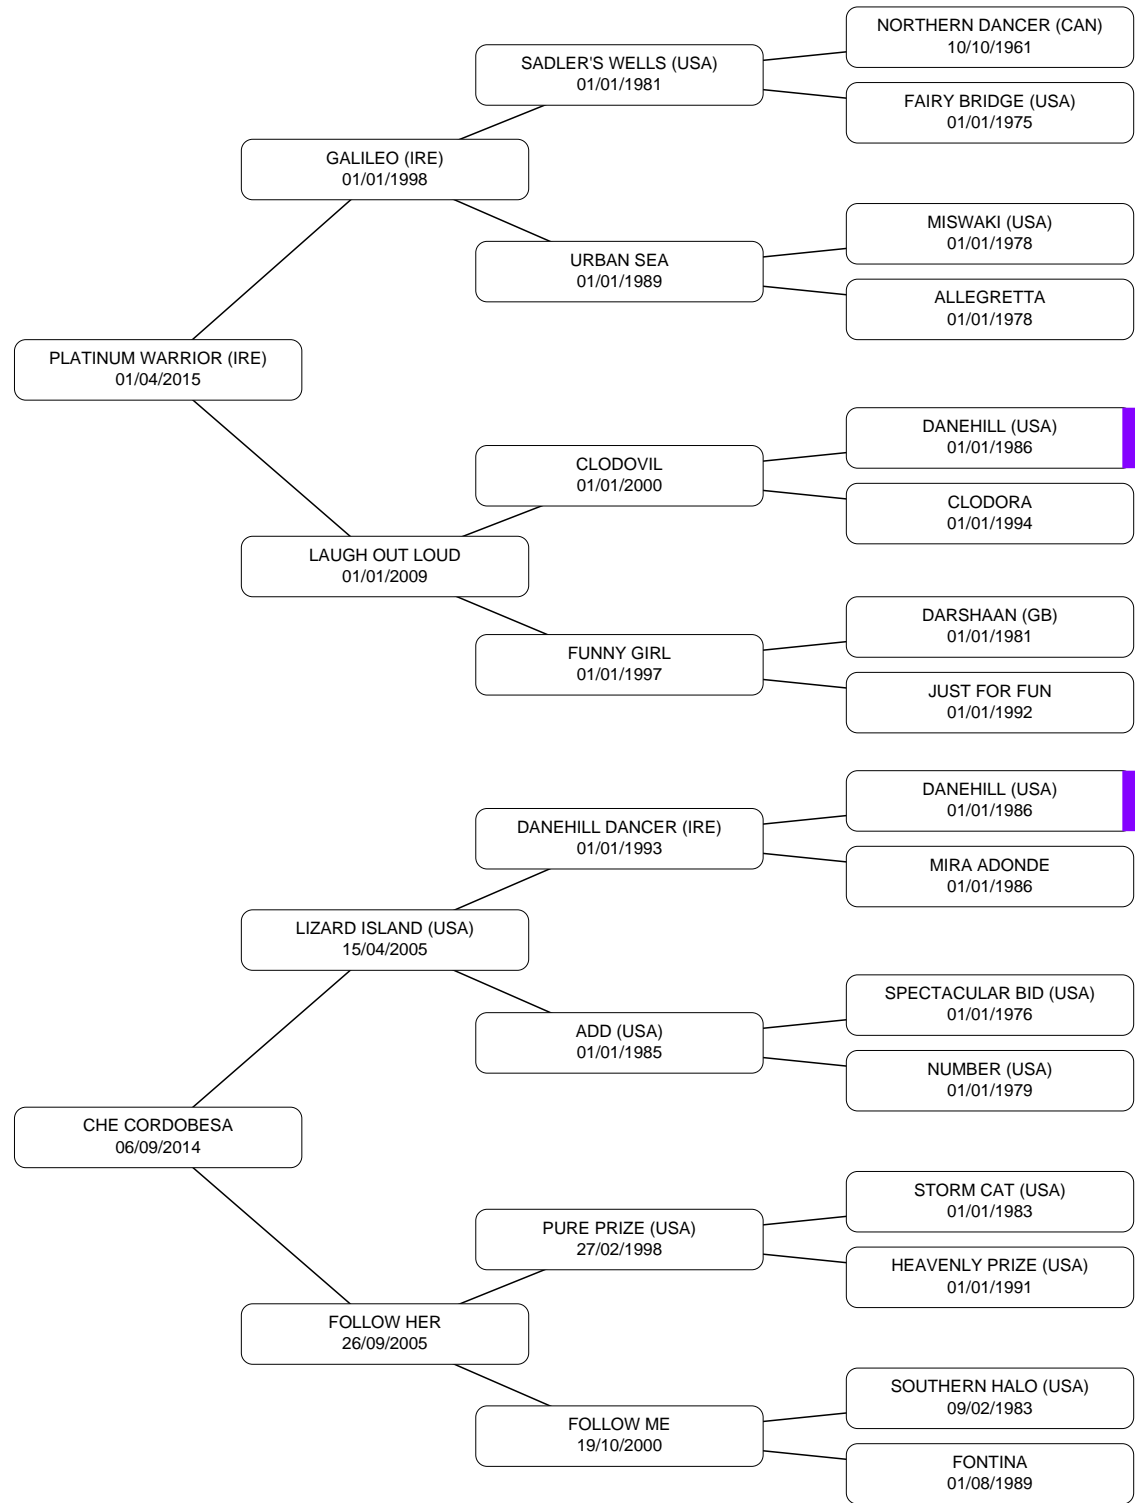 NORTHERN DANCER (CAN)
10/10/1961
SADLER'S WELLS (USA)
01/01/1981
FAIRY BRIDGE (USA)
01/01/1975
GALILEO (IRE)
01/01/1998
MISWAKI (USA)
01/01/1978
URBAN SEA
01/01/1989
ALLEGRETTA
01/01/1978
PLATINUM WARRIOR (IRE)
01/04/2015
DANEHILL (USA)
01/01/1986
CLODOVIL
01/01/2000
CLODORA
01/01/1994
LAUGH OUT LOUD
01/01/2009
DARSHAAN (GB)
01/01/1981
FUNNY GIRL
01/01/1997
JUST FOR FUN
01/01/1992
DANEHILL (USA)
01/01/1986
DANEHILL DANCER (IRE)
01/01/1993
MIRA ADONDE
01/01/1986
LIZARD ISLAND (USA)
15/04/2005
SPECTACULAR BID (USA)
01/01/1976
ADD (USA)
01/01/1985
NUMBER (USA)
01/01/1979
CHE CORDOBESA
06/09/2014
STORM CAT (USA)
01/01/1983
PURE PRIZE (USA)
27/02/1998
HEAVENLY PRIZE (USA)
01/01/1991
FOLLOW HER
26/09/2005
SOUTHERN HALO (USA)
09/02/1983
FOLLOW ME
19/10/2000
FONTINA
01/08/1989